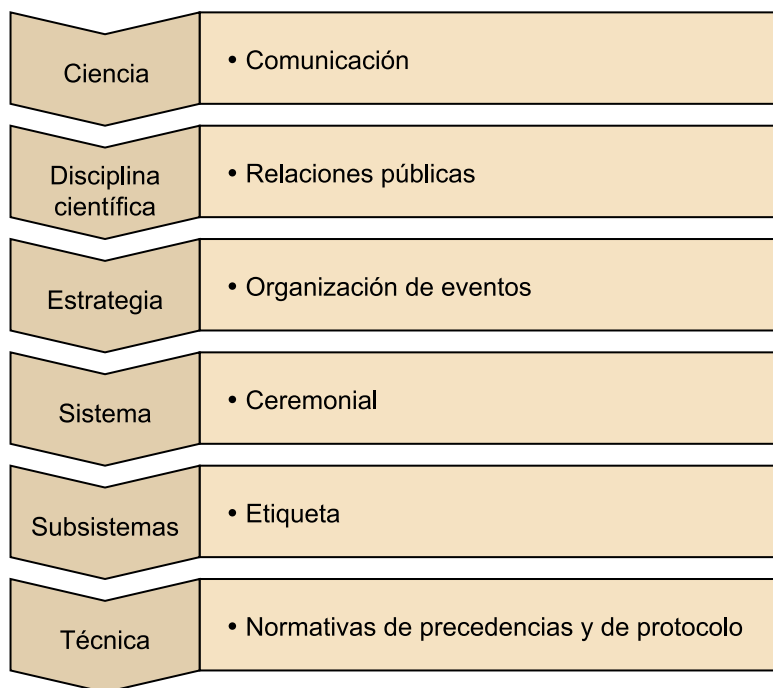 Ciencia
• Comunicación
Disciplina
científica
• Relaciones públicas
Estrategia
• Organización de eventos
Sistema
• Ceremonial
Subsistemas
• Etiqueta
Técnica
• Normativas de precedencias y de protocolo